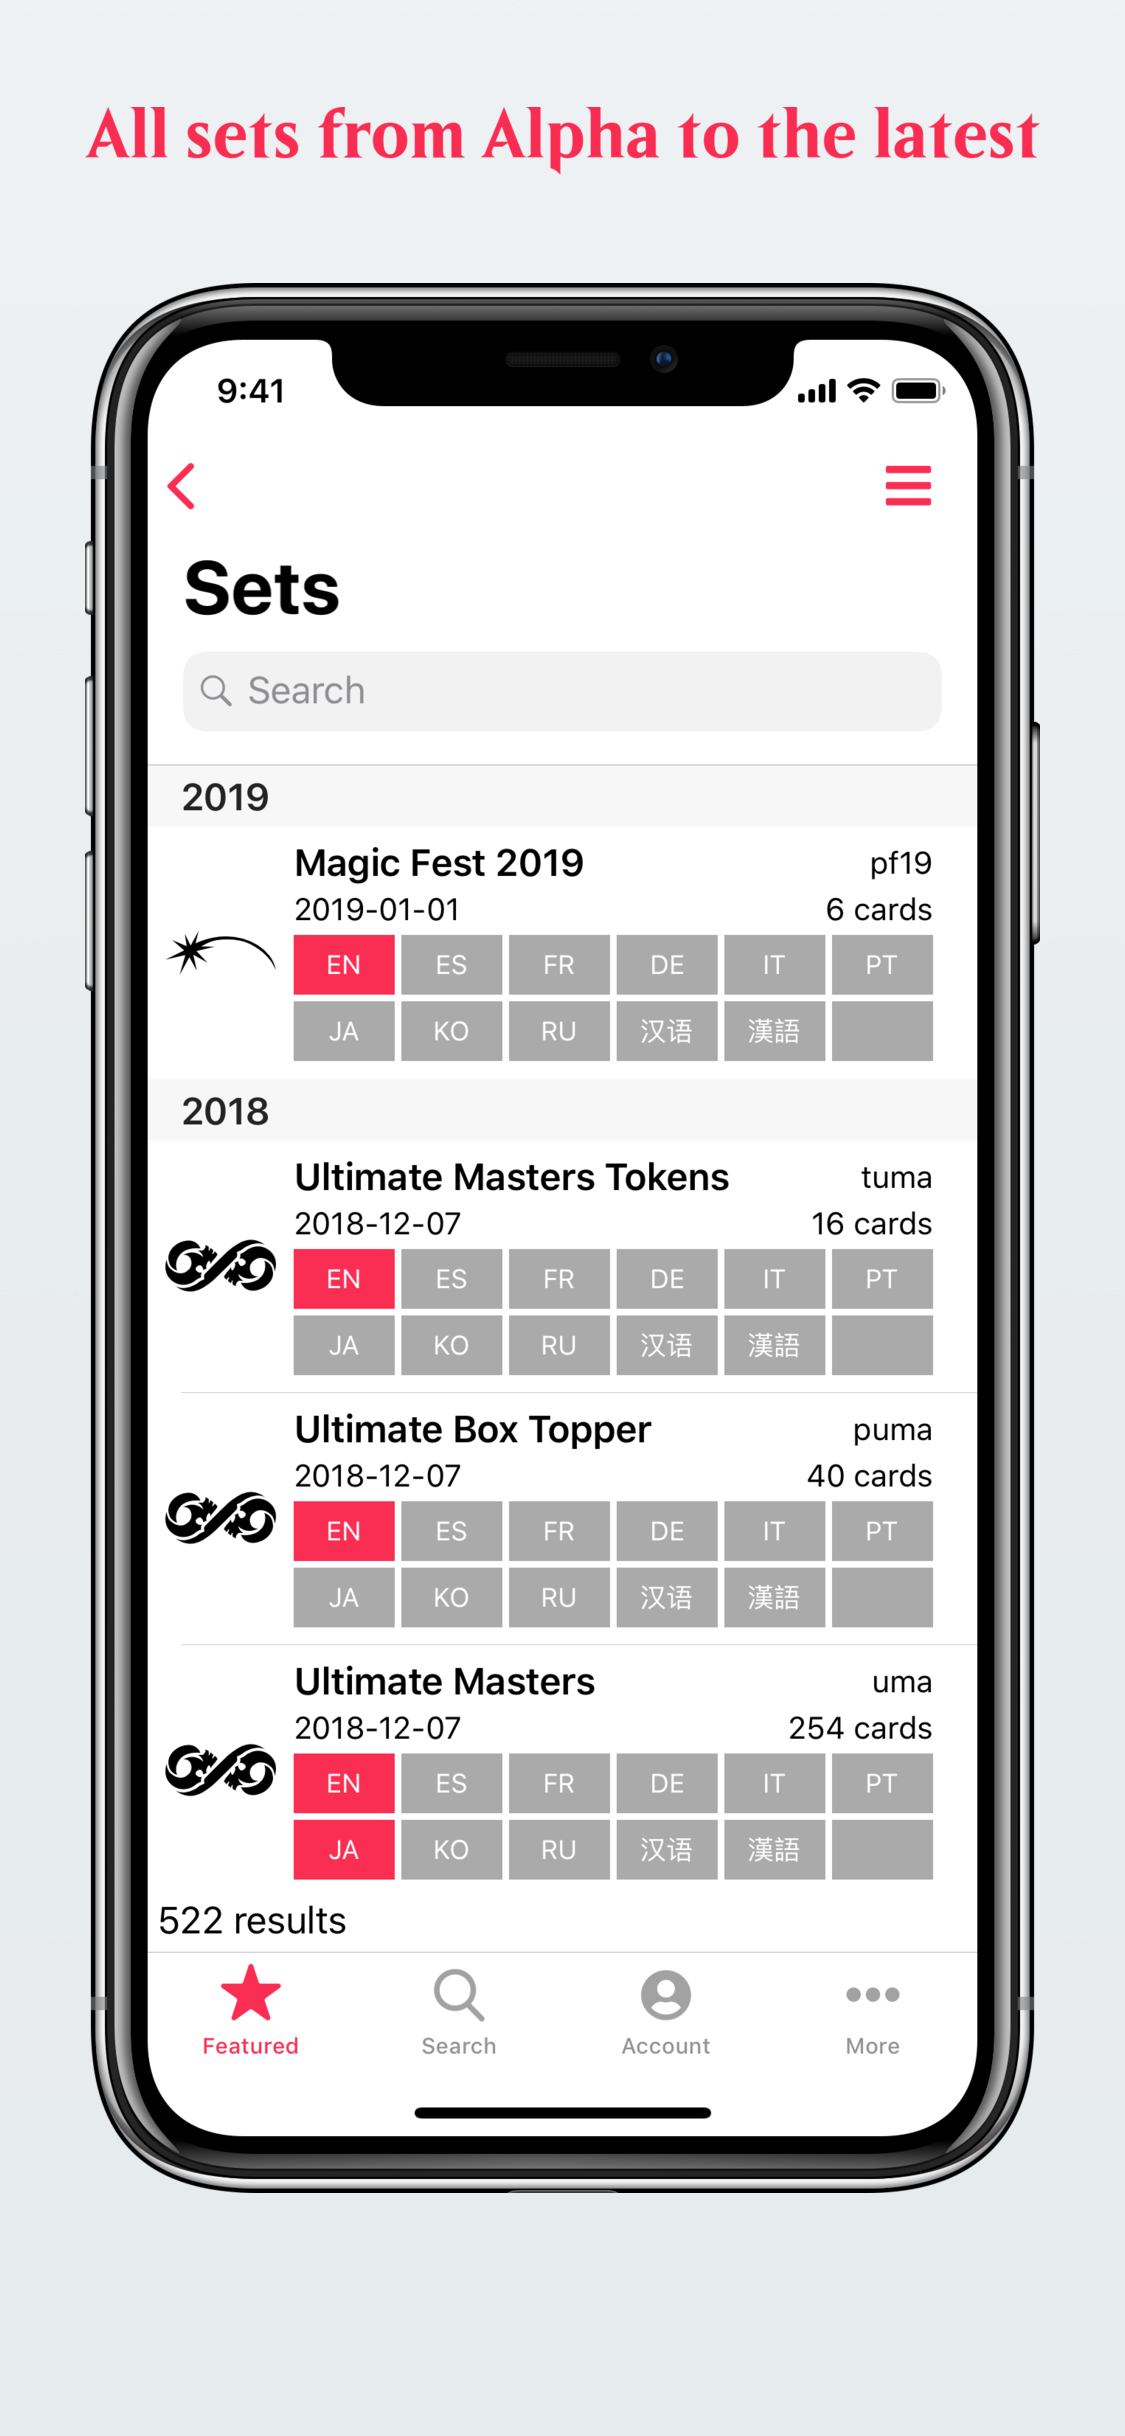 All sets from Alpha to the latest
9:41
Sets
Search
2019
Magic Fest 2019 pf19
2019-01-01 6 cards
EN ES FR DE IT PT
JA KO RU 汉语 漢語
2018
Ultimate Masters Tokens tuma
2018-12-07 16 cards
EN ES FR DE IT PT
JA KO RU 汉语 漢語
Ultimate Box Topper puma
2018-12-07 40 cards
EN ES FR DE IT PT
JA KO RU 汉语 漢語
Ultimate Masters uma
2018-12-07 254 cards
EN ES FR DE IT PT
JA KO RU 汉语 漢語
522 results
Featured Search Account More